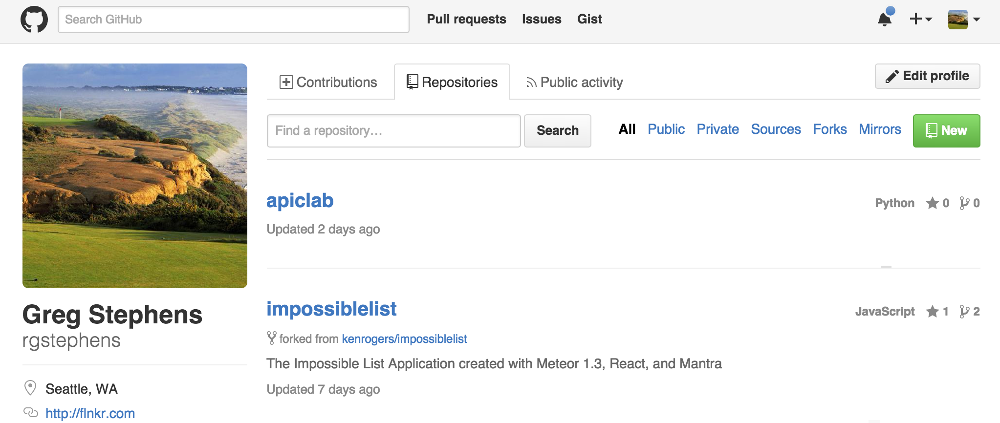 Search GitHub
Pull requests Issues Gist
Contributions Repositories Public activity
Edit profile
Find a repository…
Search
All Public Private Sources Forks Mirrors
New
apiclab
Python 0 0
Updated 2 days ago
impossiblelist
JavaScript 1 2
forked from kenrogers/impossiblelist
The Impossible List Application created with Meteor 1.3, React, and Mantra
Updated 7 days ago
Greg Stephens
rgstephens
Seattle, WA
http://flnkr.com